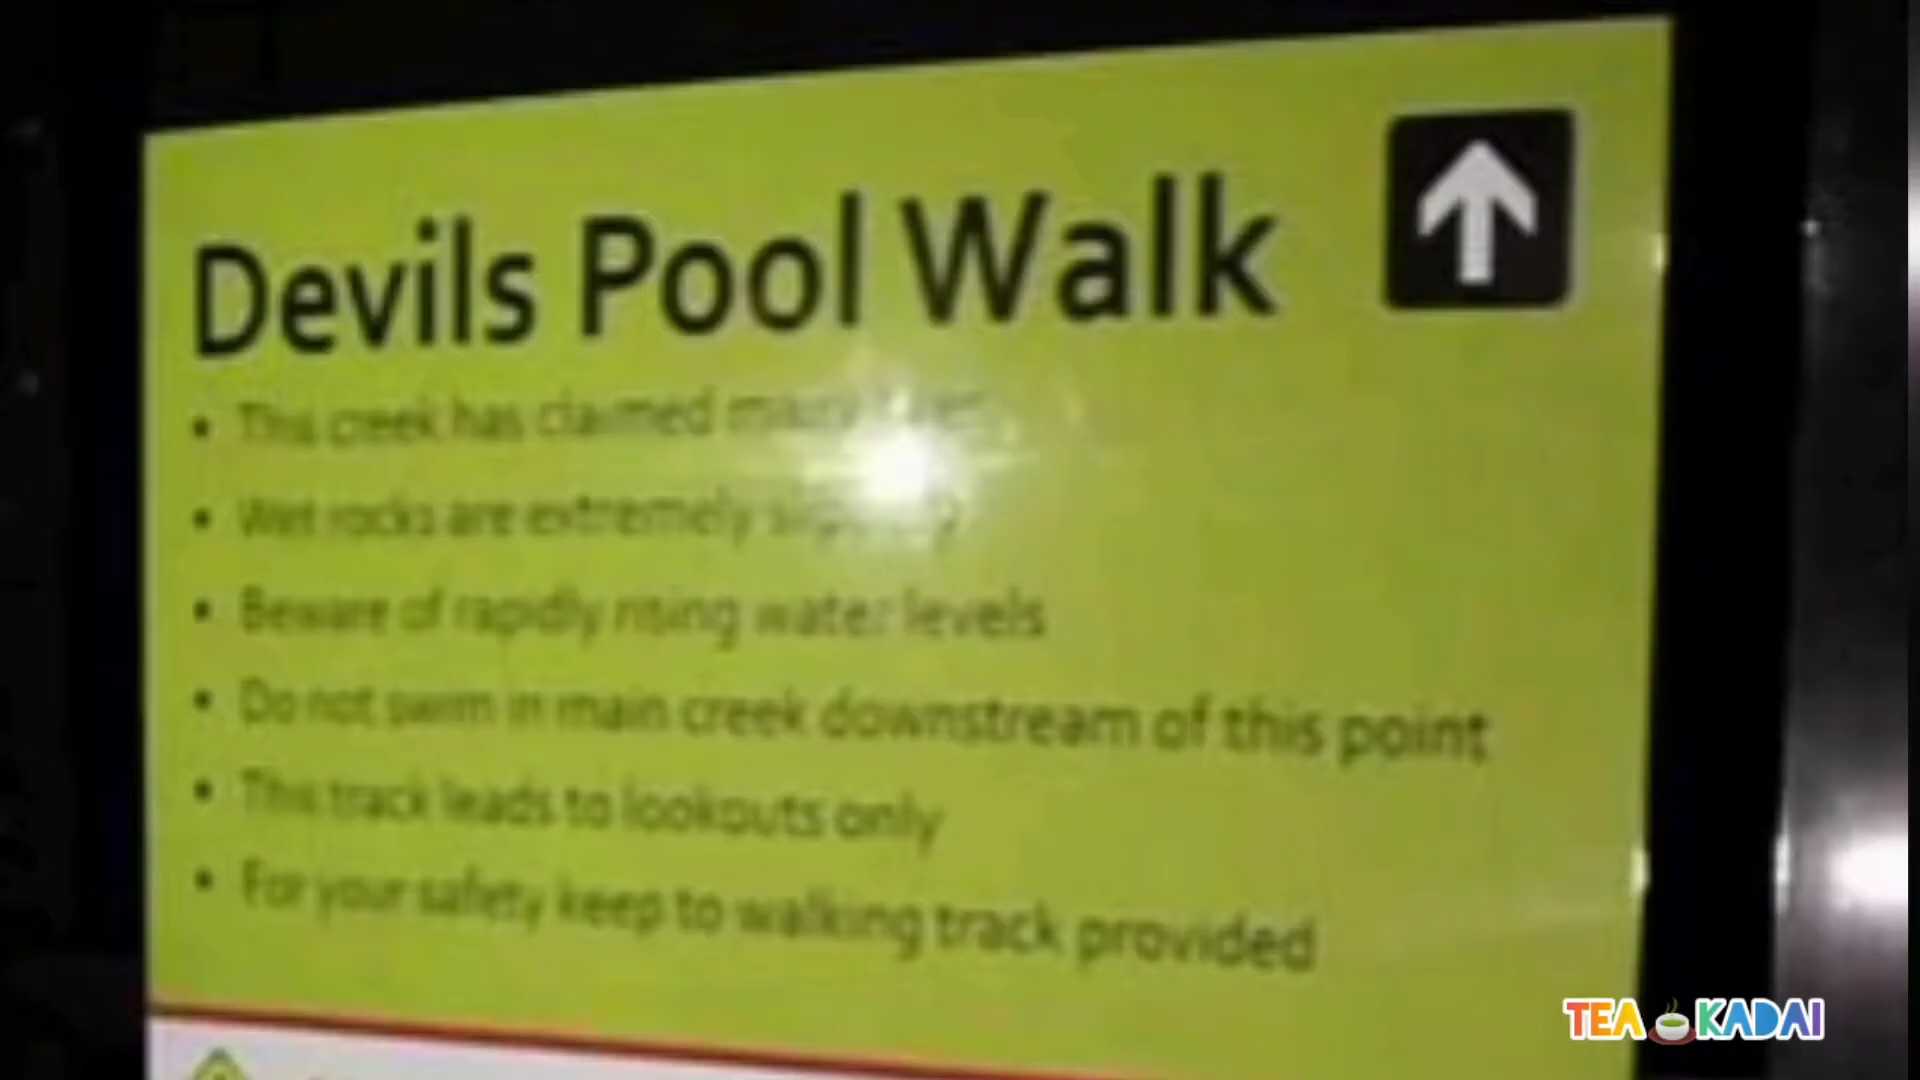 Devils Pool Walk
• This creek has claimed many
• Wet rocks are extremely slippery
• Beware of rapidly rising water levels
• Do not swim in main creek downstream of this point
• This track leads to lookouts only
• For your safety keep to walking track provided
TEA KADAI